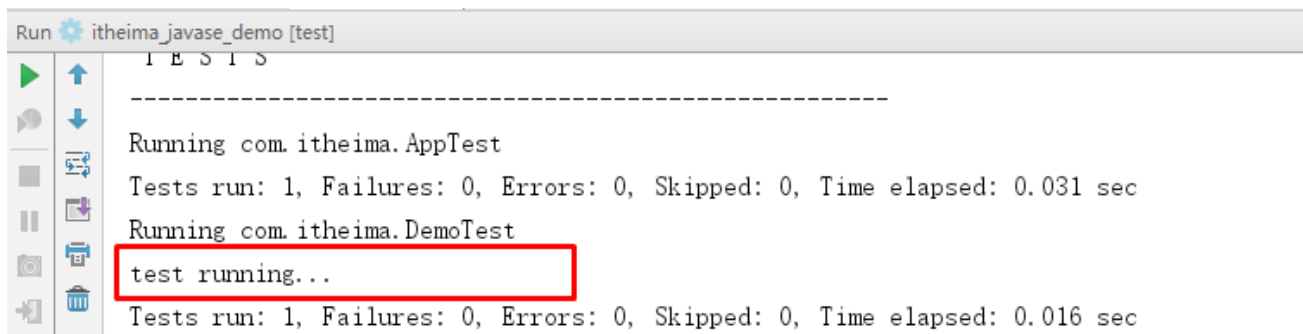 Run itheima_javase_demo [test]
T E S T S
-------------------------------------------------------
Running com.itheima.AppTest
Tests run: 1, Failures: 0, Errors: 0, Skipped: 0, Time elapsed: 0.031 sec
Running com.itheima.DemoTest
test running...
Tests run: 1, Failures: 0, Errors: 0, Skipped: 0, Time elapsed: 0.016 sec